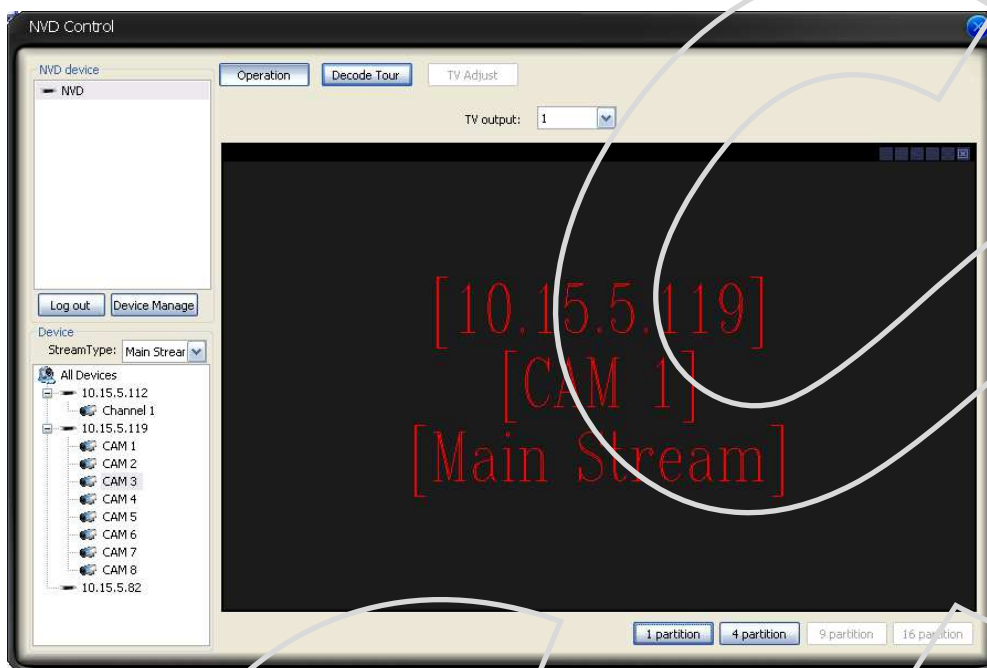 NVD Control
NVD device
NVD
Log out Device Manage
Device
StreamType: Main Strear
All Devices
10.15.5.112
Channel 1
10.15.5.119
CAM 1
CAM 2
CAM 3
CAM 4
CAM 5
CAM 6
CAM 7
CAM 8
10.15.5.82
Operation Decode Tour TV Adjust
TV output: 1
[10.15.5.119]
[CAM 1]
[Main Stream]
1 partition 4 partition 9 partition 16 partition